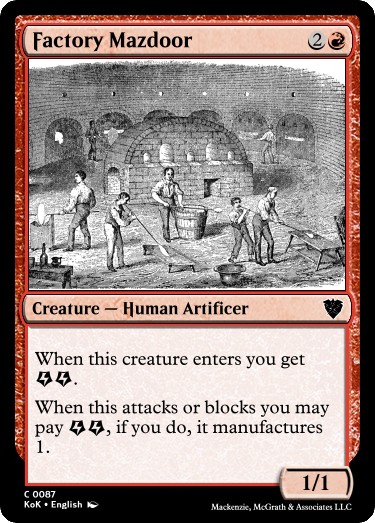 Factory Mazdoor 2
Creature — Human Artificer
When this creature enters you get
.
When this attacks or blocks you may
pay , if you do, it manufactures
1.
1/1
C 0087
KoK • English
Mackenzie, McGrath & Associates LLC